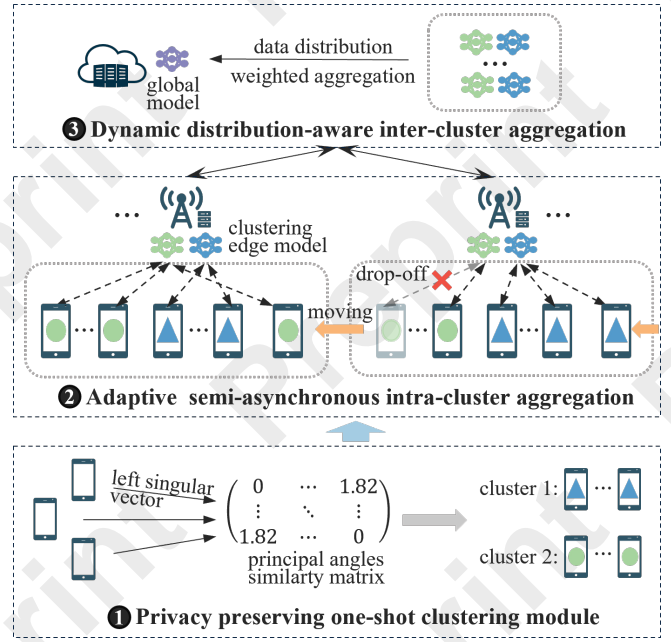 data distribution
weighted aggregation
global
model
...
❸ Dynamic distribution-aware inter-cluster aggregation
... ...
clustering
edge model
drop-off
moving
❷ Adaptive semi-asynchronous intra-cluster aggregation
left singular
vector
0 ... 1.82
⋮ ⋱ ⋮
1.82 ... 0
principal angles
similarty matrix
cluster 1:
cluster 2:
❶ Privacy preserving one-shot clustering module
Preprint